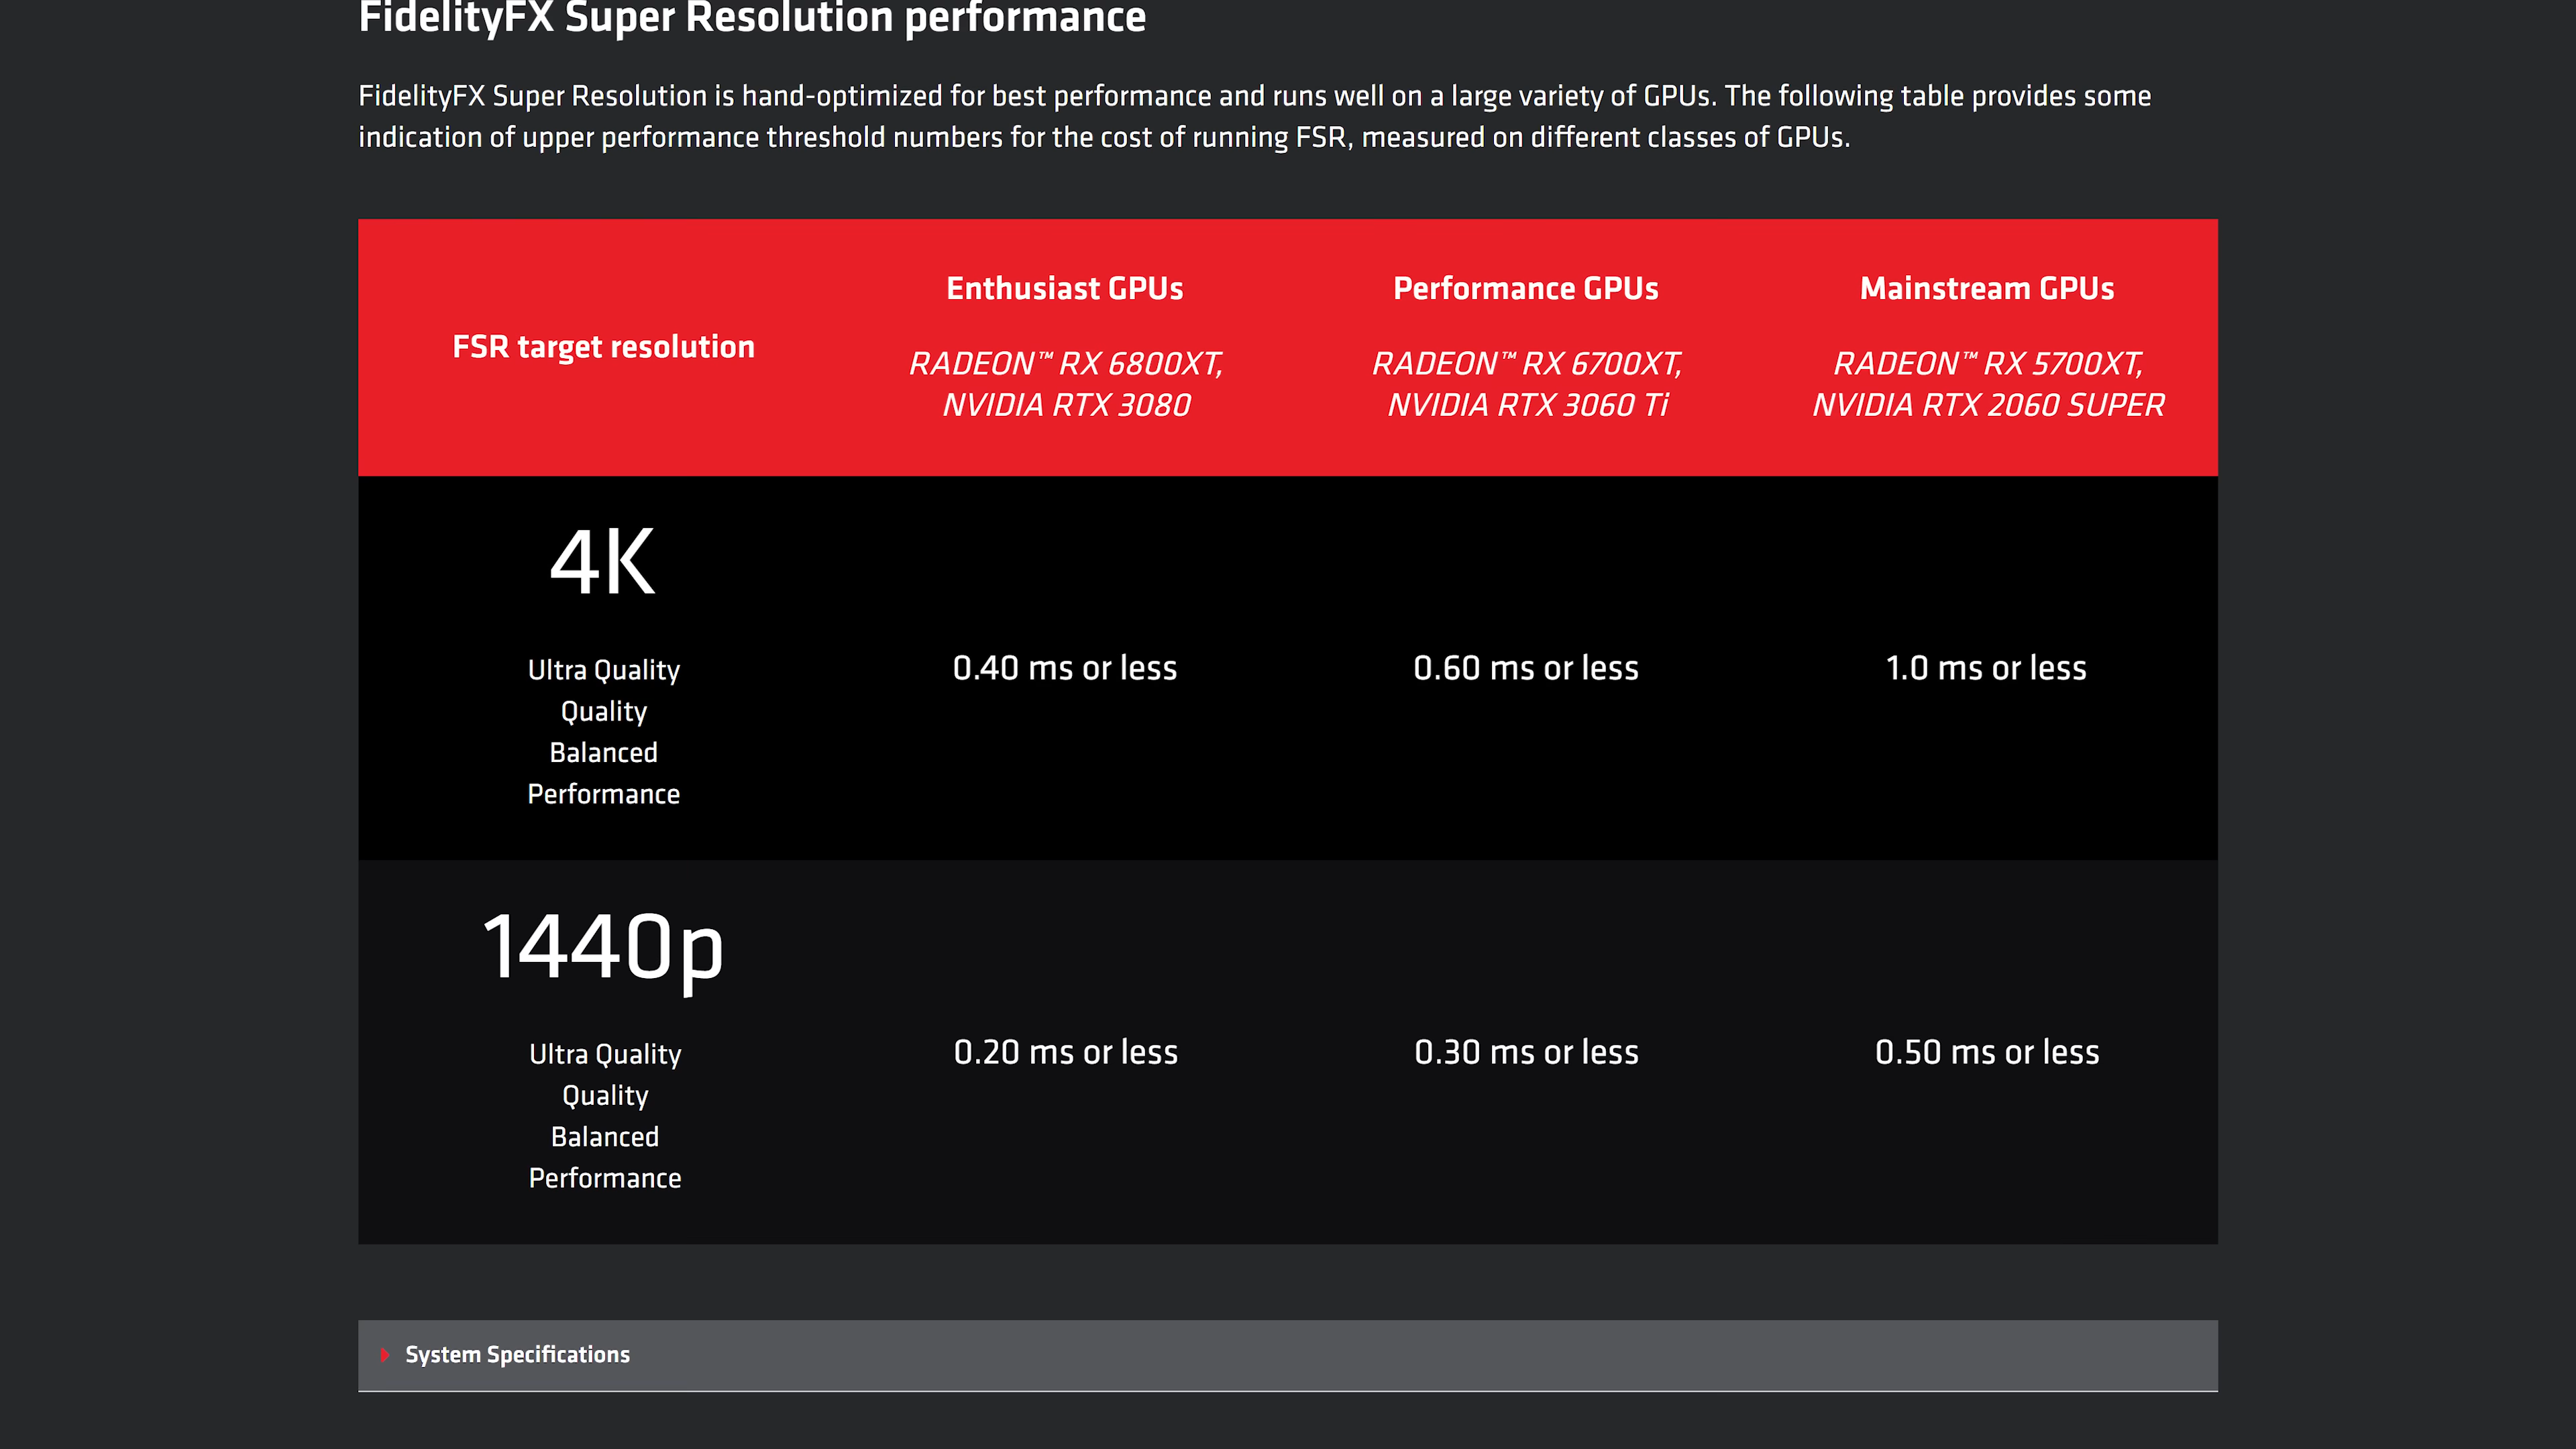 FidelityFX Super Resolution performance
FidelityFX Super Resolution is hand-optimized for best performance and runs well on a large variety of GPUs. The following table provides some
indication of upper performance threshold numbers for the cost of running FSR, measured on different classes of GPUs.
FSR target resolution
Enthusiast GPUs
RADEON™ RX 6800XT,
NVIDIA RTX 3080
Performance GPUs
RADEON™ RX 6700XT,
NVIDIA RTX 3060 Ti
Mainstream GPUs
RADEON™ RX 5700XT,
NVIDIA RTX 2060 SUPER
4K
Ultra Quality
Quality
Balanced
Performance
0.40 ms or less
0.60 ms or less
1.0 ms or less
1440p
Ultra Quality
Quality
Balanced
Performance
0.20 ms or less
0.30 ms or less
0.50 ms or less
System Specifications